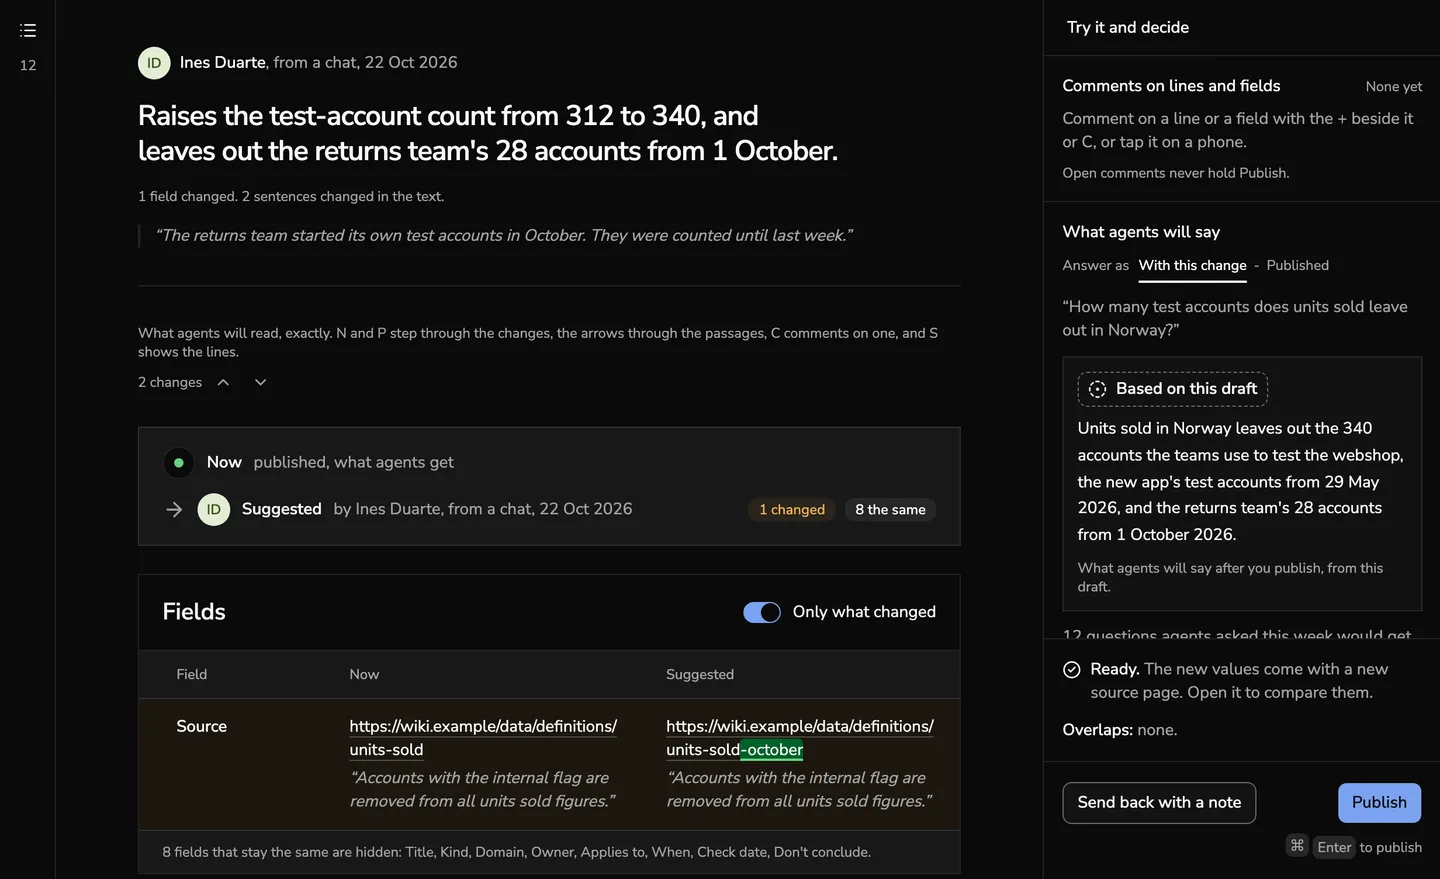 12
ID Ines Duarte, from a chat, 22 Oct 2026
Raises the test-account count from 312 to 340, and
leaves out the returns team's 28 accounts from 1 October.
1 field changed. 2 sentences changed in the text.
“The returns team started its own test accounts in October. They were counted until last week.”
What agents will read, exactly. N and P step through the changes, the arrows through the passages, C comments on one, and S
shows the lines.
2 changes
Now published, what agents get
ID Suggested by Ines Duarte, from a chat, 22 Oct 2026 1 changed 8 the same
Fields Only what changed
Field Now Suggested
Source https://wiki.example/data/definitions/ https://wiki.example/data/definitions/
units-sold units-sold-october
“Accounts with the internal flag are “Accounts with the internal flag are
removed from all units sold figures.” removed from all units sold figures.”
8 fields that stay the same are hidden: Title, Kind, Domain, Owner, Applies to, When, Check date, Don't conclude.
Try it and decide
Comments on lines and fields None yet
Comment on a line or a field with the + beside it
or C, or tap it on a phone.
Open comments never hold Publish.
What agents will say
Answer as With this change - Published
“How many test accounts does units sold leave
out in Norway?”
Based on this draft
Units sold in Norway leaves out the 340
accounts the teams use to test the webshop,
the new app's test accounts from 29 May
2026, and the returns team's 28 accounts
from 1 October 2026.
What agents will say after you publish, from this
draft.
12 questions agents asked this week would get
Ready. The new values come with a new
source page. Open it to compare them.
Overlaps: none.
Send back with a note Publish
⌘ Enter to publish